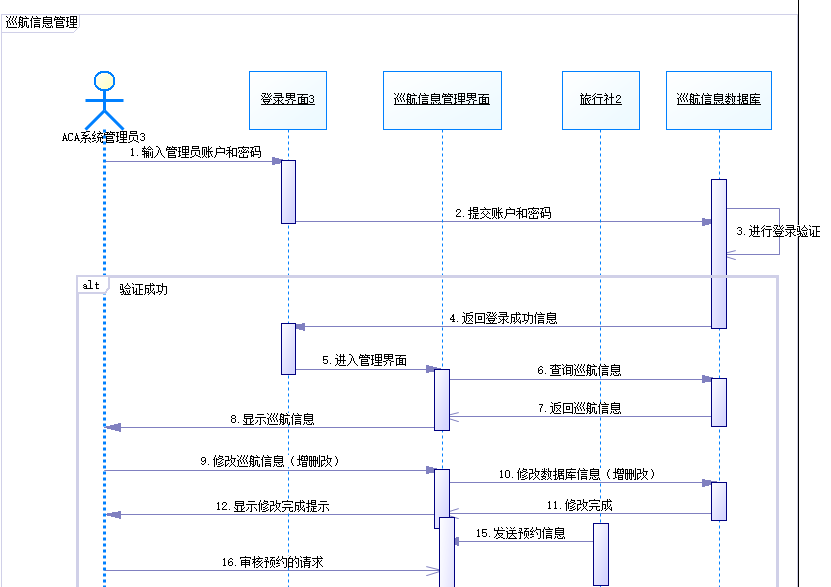 巡航信息管理
登录界面3
巡航信息管理界面
旅行社2
巡航信息数据库
ACA系统管理员3
1.输入管理员账户和密码
2.提交账户和密码
3.进行登录验证
alt
验证成功
4.返回登录成功信息
5.进入管理界面
6.查询巡航信息
7.返回巡航信息
8.显示巡航信息
9.修改巡航信息（增删改）
10.修改数据库信息（增删改）
11.修改完成
12.显示修改完成提示
15.发送预约信息
16.审核预约的请求